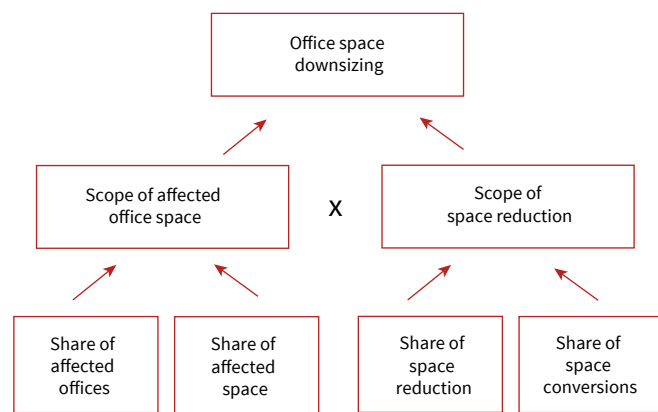 Office space
downsizing
Scope of affected
office space
X
Scope of
space reduction
Share of
affected
offices
Share of
affected
space
Share of
space
reduction
Share of
space
conversions